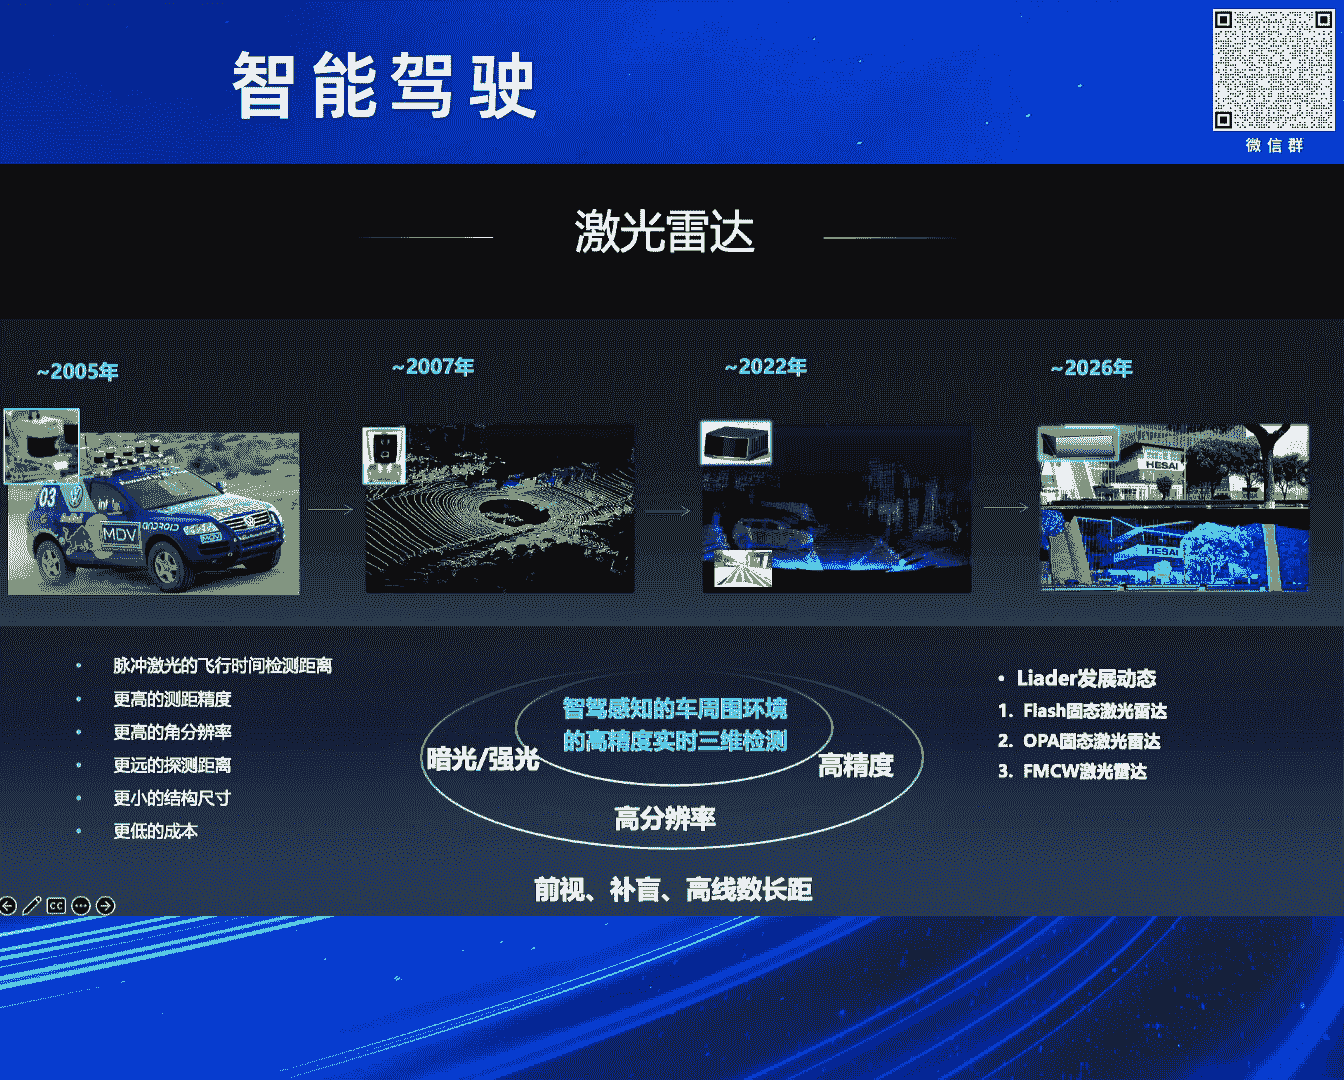 智能驾驶
微信群
激光雷达
~2005年
~2007年
~2022年
~2026年
03
MDV
ANDROID
HESAI
HESAI
脉冲激光的飞行时间检测距离
更高的测距精度
更高的角分辨率
更远的探测距离
更小的结构尺寸
更低的成本
智驾感知的车周围环境
的高精度实时三维检测
暗光/强光
高精度
高分辨率
前视、补盲、高线数长距
• Liader发展动态
1. Flash固态激光雷达
2. OPA固态激光雷达
3. FMCW激光雷达
CC